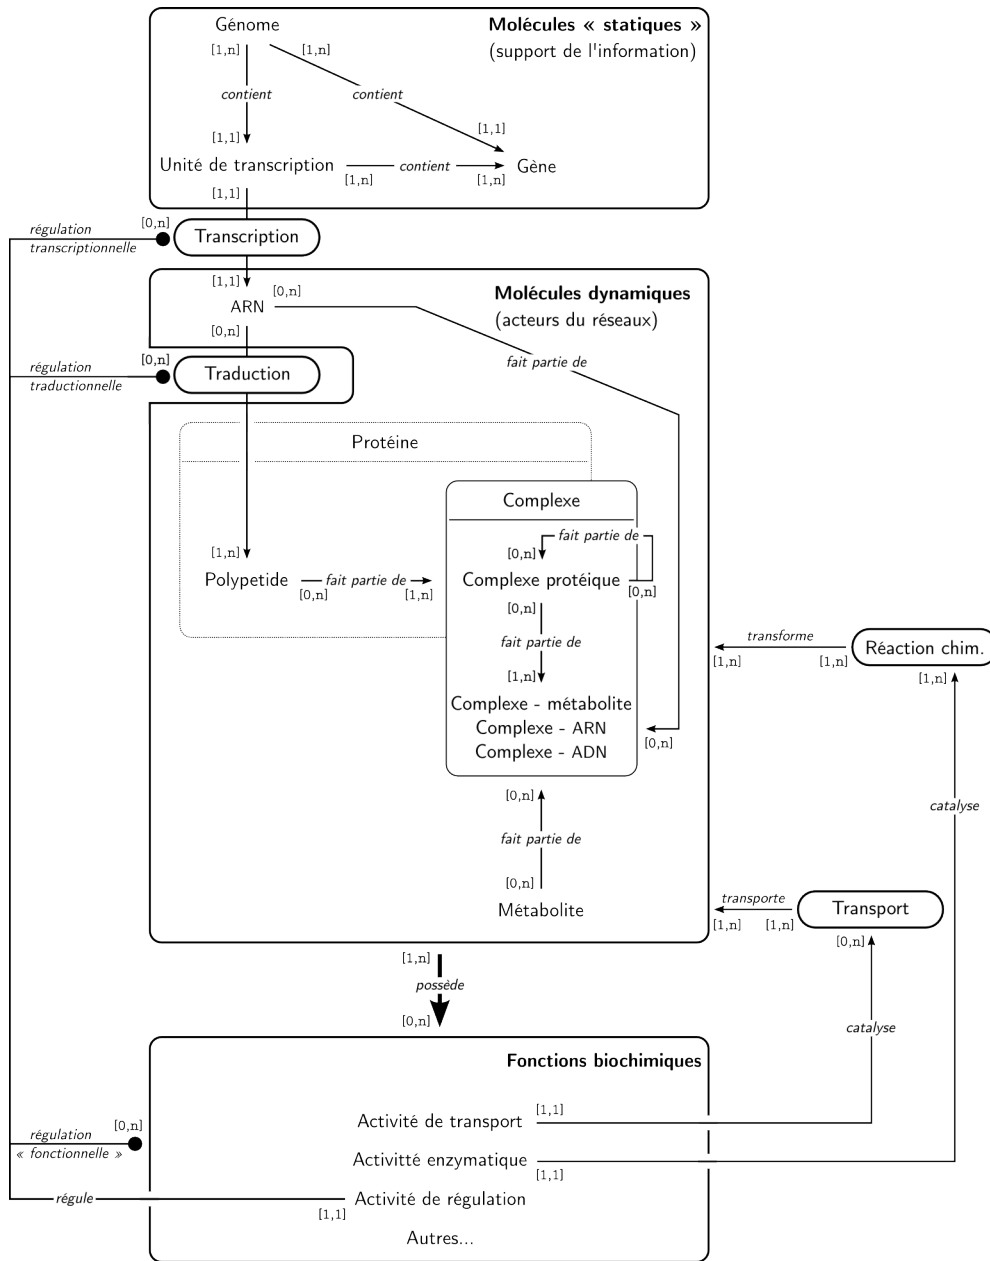 Génome
Molécules « statiques »
(support de l'information)
[1,n]
[1,n]
contient
contient
[1,1]
[1,1]
Unité de transcription
contient
Gène
[1,n]
[1,n]
[1,1]
régulation
transcriptionnelle
[0,n]
Transcription
[1,1]
[0,n]
Molécules dynamiques
ARN
(acteurs du réseaux)
[0,n]
fait partie de
régulation
traductionnelle
[0,n]
Traduction
Protéine
Complexe
fait partie de
[1,n]
[0,n]
Polypetide
fait partie de
Complexe protéique
[0,n]
[1,n]
[0,n]
[0,n]
fait partie de
transforme
Réaction chim.
[1,n]
[1,n]
[1,n]
[1,n]
Complexe - métabolite
Complexe - ARN
[0,n]
Complexe - ADN
[0,n]
catalyse
fait partie de
[0,n]
Métabolite
transporte
Transport
[1,n]
[1,n]
[0,n]
[1,n]
possède
[0,n]
catalyse
Fonctions biochimiques
[0,n]
régulation
« fonctionnelle »
Activité de transport
[1,1]
Activitté enzymatique
[1,1]
régule
Activité de régulation
[1,1]
Autres...